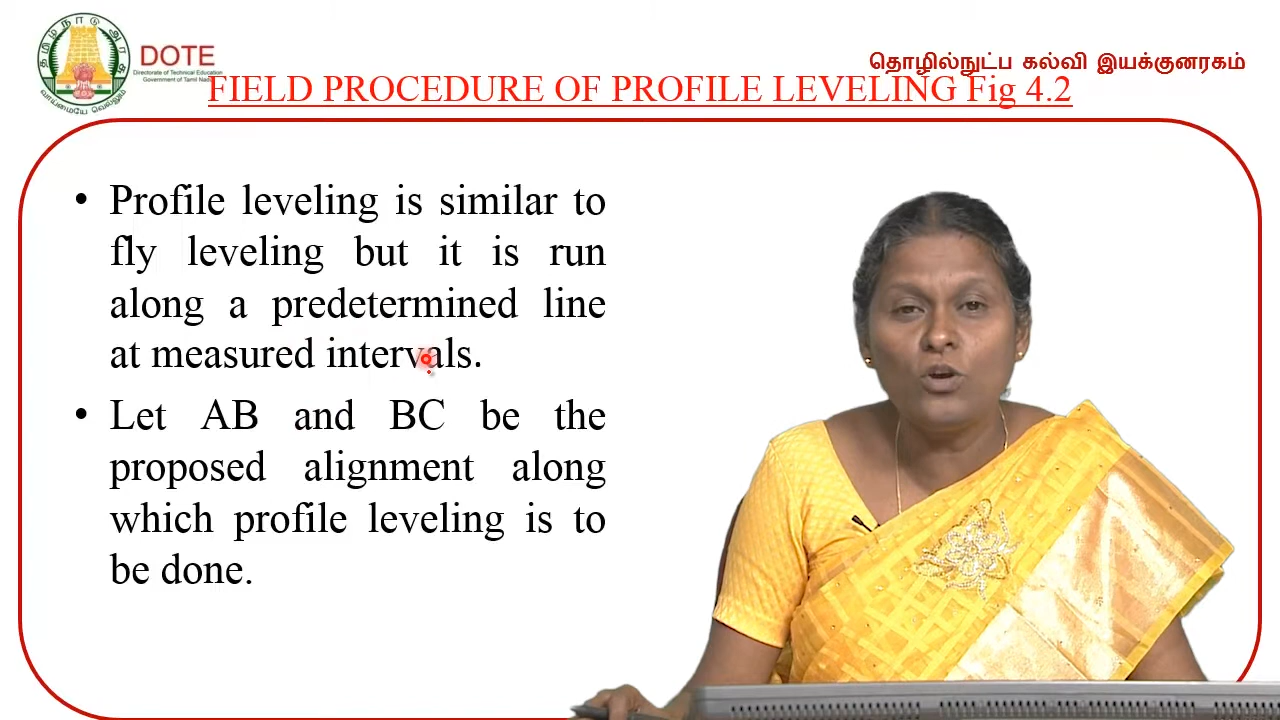 தமிழ்நாடு அரசு
வாய்மையே வெல்லும்
DOTE
Directorate of Technical Education
Government of Tamil Nadu
தொழில்நுட்ப கல்வி இயக்குனரகம்
FIELD PROCEDURE OF PROFILE LEVELING Fig 4.2
• Profile leveling is similar to
fly leveling but it is run
along a predetermined line
at measured intervals.
• Let AB and BC be the
proposed alignment along
which profile leveling is to
be done.